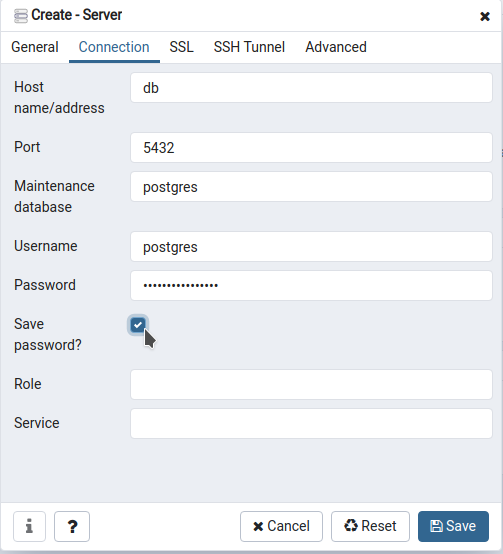 Create - Server
General Connection SSL SSH Tunnel Advanced
Host
name/address
db
Port
5432
Maintenance
database
postgres
Username
postgres
Password
••••••••••••••••
Save
password?
Role
Service
i ? Cancel Reset Save